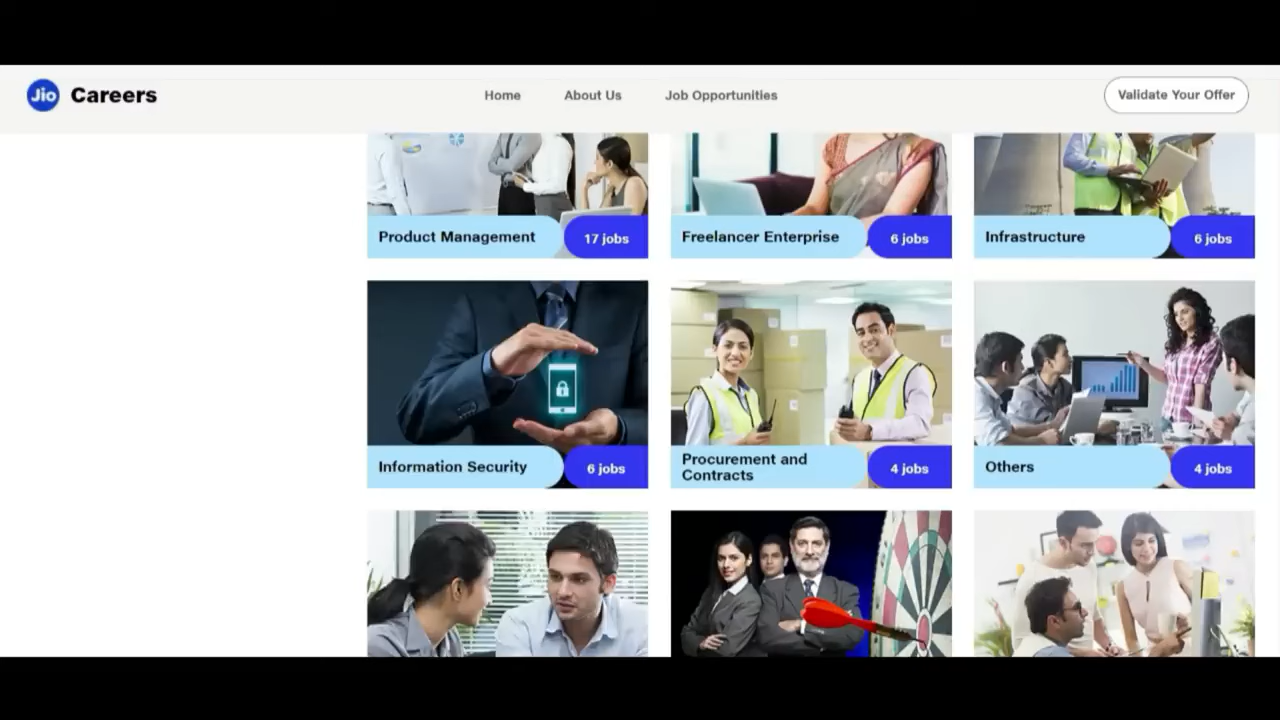 Jio Careers
Home
About Us
Job Opportunities
Validate Your Offer
Product Management
17 jobs
Freelancer Enterprise
6 jobs
Infrastructure
6 jobs
Information Security
6 jobs
Procurement and
Contracts
4 jobs
Others
4 jobs